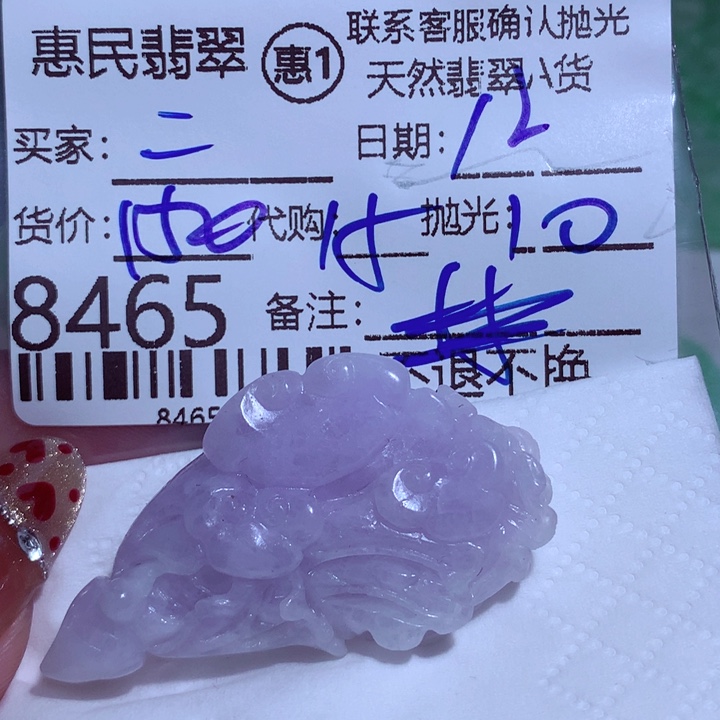 惠民翡翠 惠1 联系客服确认抛光
天然翡翠A货
买家: 二 日期: 12
货价: 150 代购: 15 抛光: 10
8465 备注:
不退不换
8465